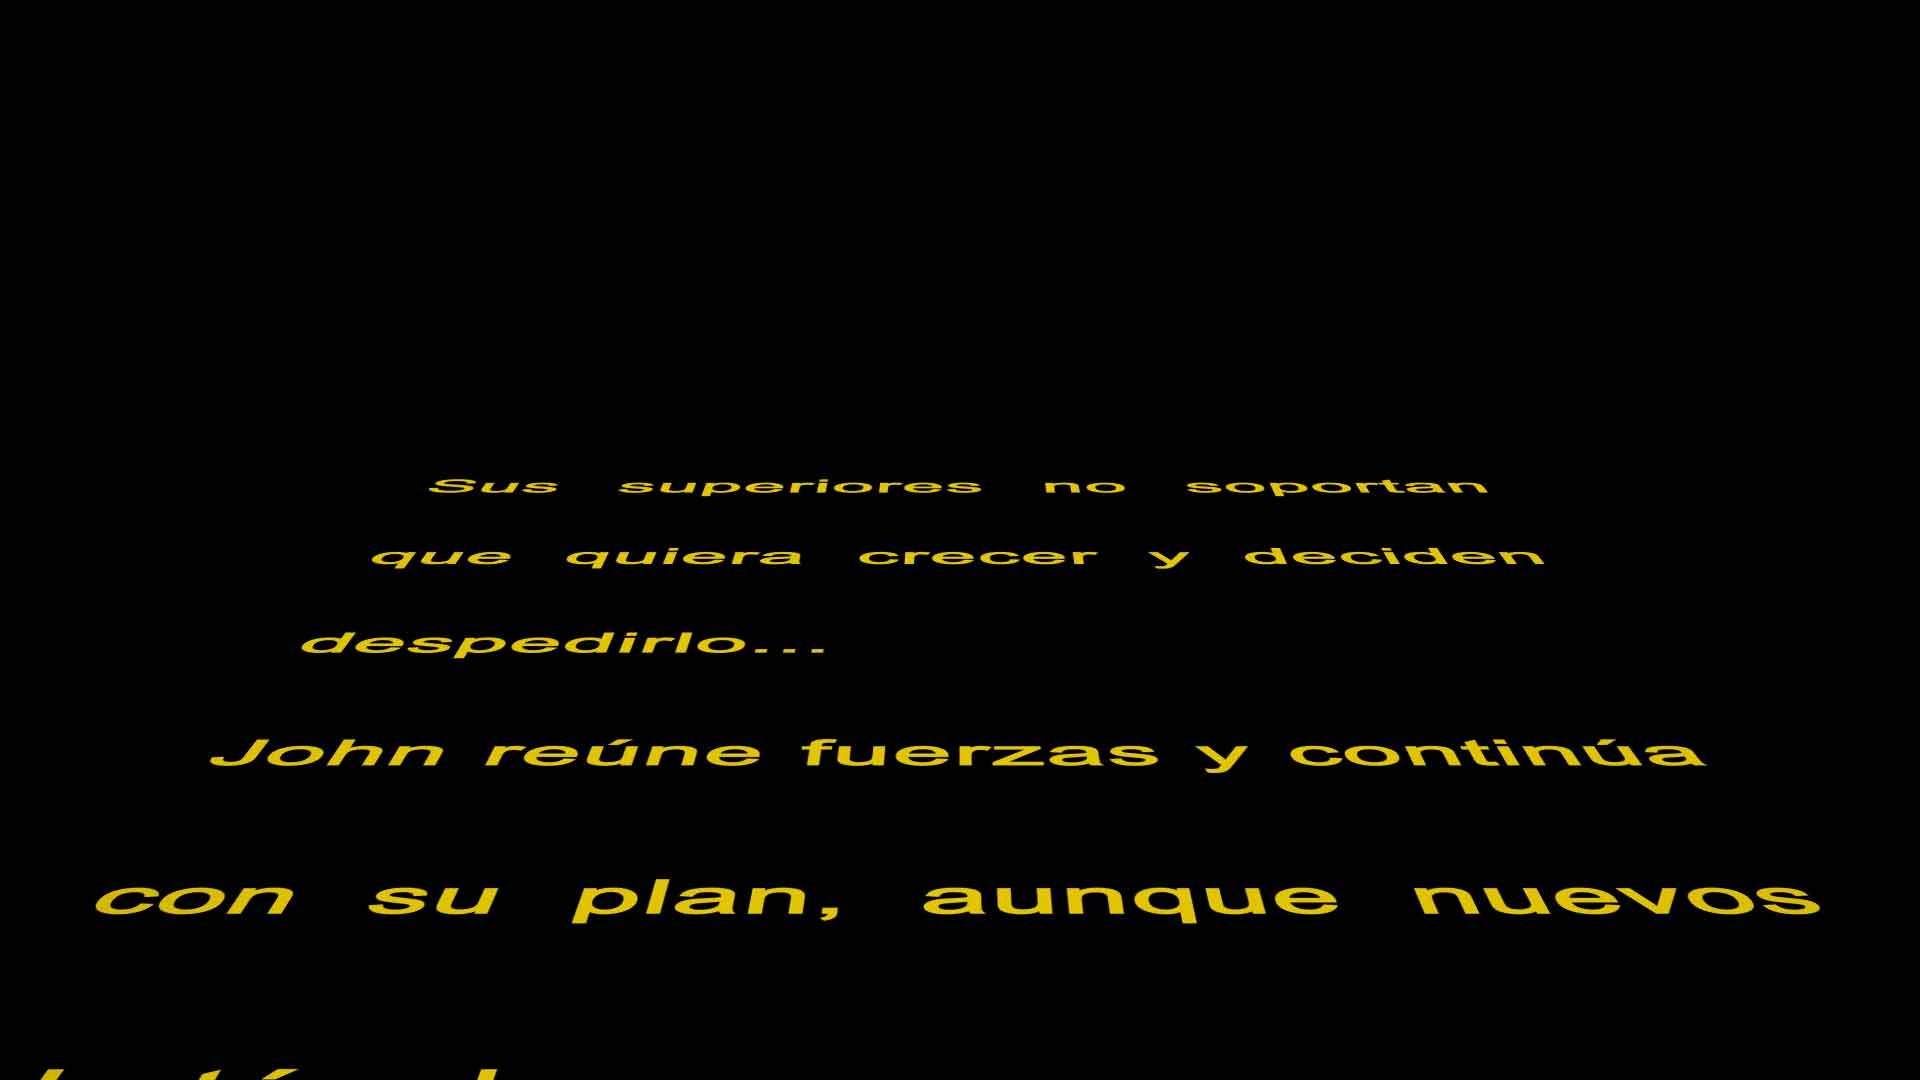 Sus superiores no soportan
que quiera crecer y deciden
despedirlo...
John reúne fuerzas y continúa
con su plan, aunque nuevos